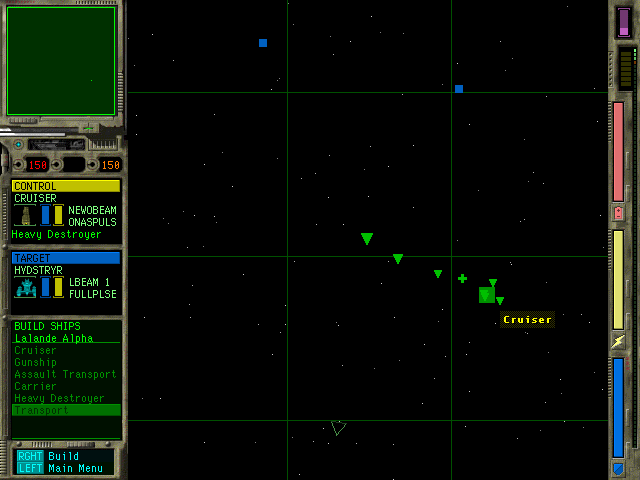 150 150
CONTROL
CRUISER
NEWOBEAM
ONASPULS
Heavy Destroyer
TARGET
HYDSTRYR
LBEAM 1
FULLPLSE
Cruiser
BUILD SHIPS
Lalande Alpha
Cruiser
Gunship
Assault Transport
Carrier
Heavy Destroyer
Transport
RGHT Build
LEFT Main Menu